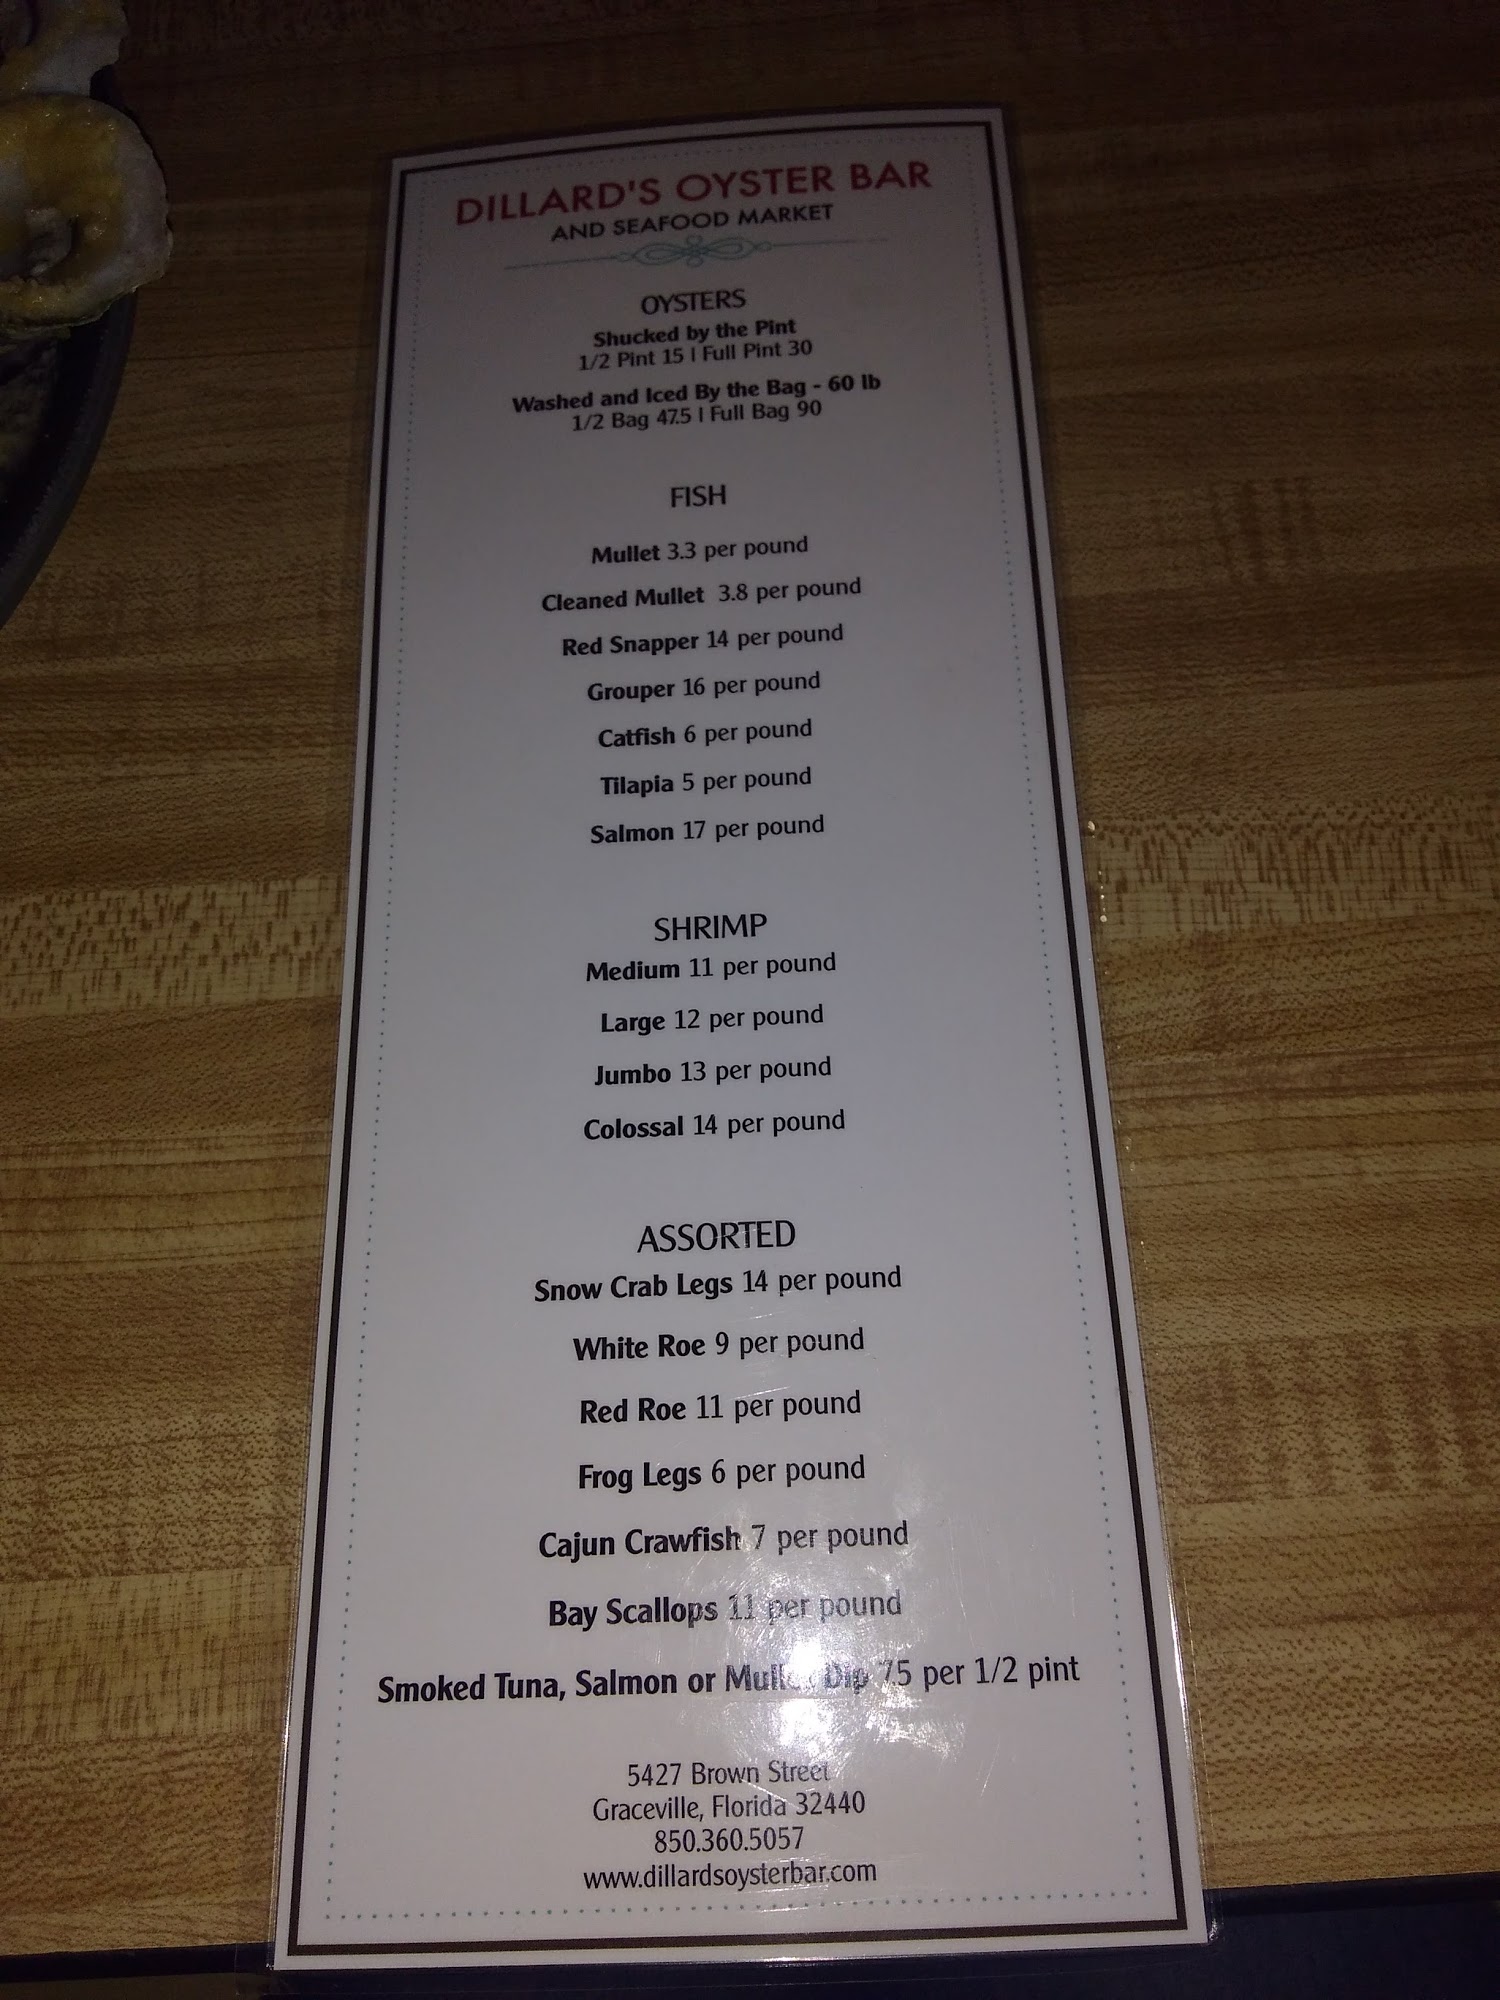 DILLARD'S OYSTER BAR
AND SEAFOOD MARKET
OYSTERS
Shucked by the Pint
1/2 Pint 15 | Full Pint 30
Washed and Iced By the Bag - 60 lb
1/2 Bag 47.5 | Full Bag 90
FISH
Mullet 3.3 per pound
Cleaned Mullet 3.8 per pound
Red Snapper 14 per pound
Grouper 16 per pound
Catfish 6 per pound
Tilapia 5 per pound
Salmon 17 per pound
SHRIMP
Medium 11 per pound
Large 12 per pound
Jumbo 13 per pound
Colossal 14 per pound
ASSORTED
Snow Crab Legs 14 per pound
White Roe 9 per pound
Red Roe 11 per pound
Frog Legs 6 per pound
Cajun Crawfish 7 per pound
Bay Scallops 11 per pound
Smoked Tuna, Salmon or Mullet Dip 7.5 per 1/2 pint
5427 Brown Street
Graceville, Florida 32440
850.360.5057
www.dillardsoysterbar.com